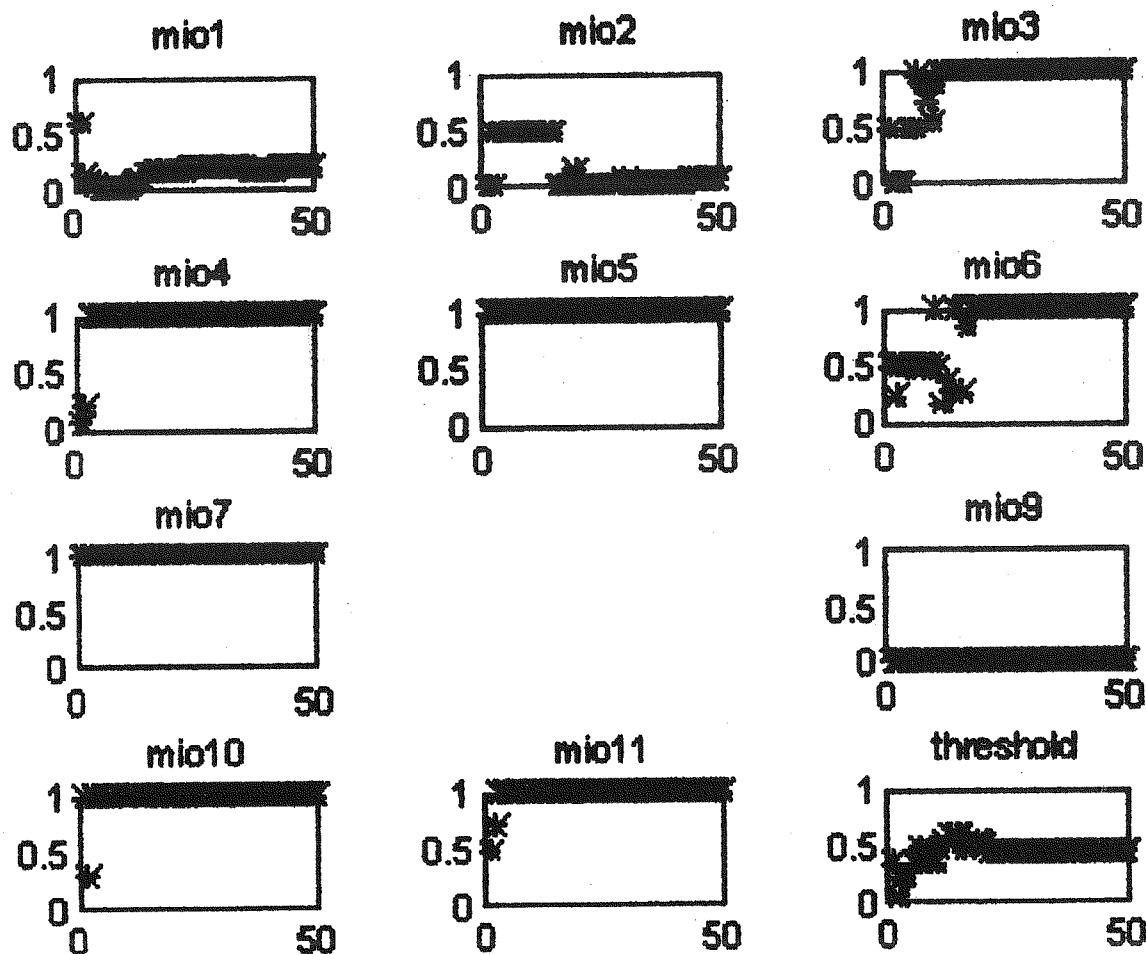 mio1 mio2 mio3
1 1 1
0.5 0.5 0.5
0 0 0
0 50 0 50 0 50
mio4 mio5 mio6
1 1 1
0.5 0.5 0.5
0 0 0
0 50 0 50 0 50
mio7 mio9
1 1
0.5 0.5
0 0
0 50 0 50
mio10 mio11 threshold
1 1 1
0.5 0.5 0.5
0 0 0
0 50 0 50 0 50